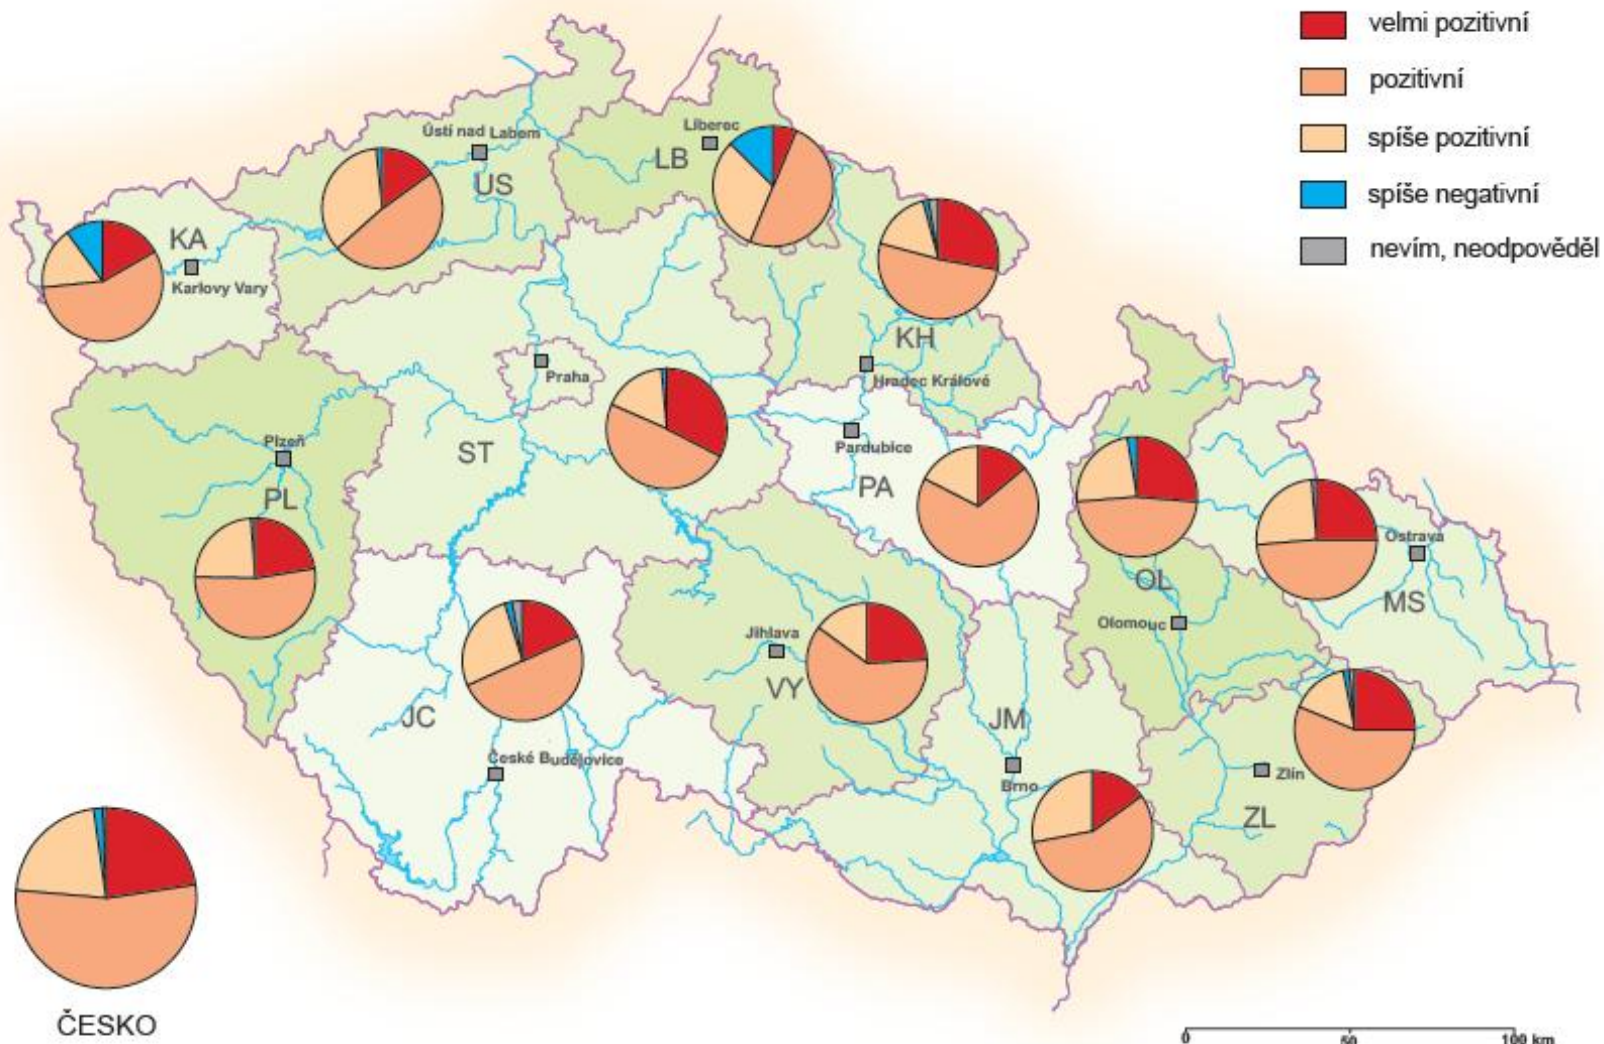 velmi pozitivní
pozitivní
spíše pozitivní
spíše negativní
nevím, neodpověděl
Ústí nad Labem
US
Liberec
LB
KA
Karlovy Vary
KH
Hradec Králové
Praha
ST
Plzeň
PL
Pardubice
PA
OL
Olomouc
Ostrava
MS
Jihlava
VY
JC
České Budějovice
JM
Brno
Zlín
ZL
ČESKO
0 50 100 km